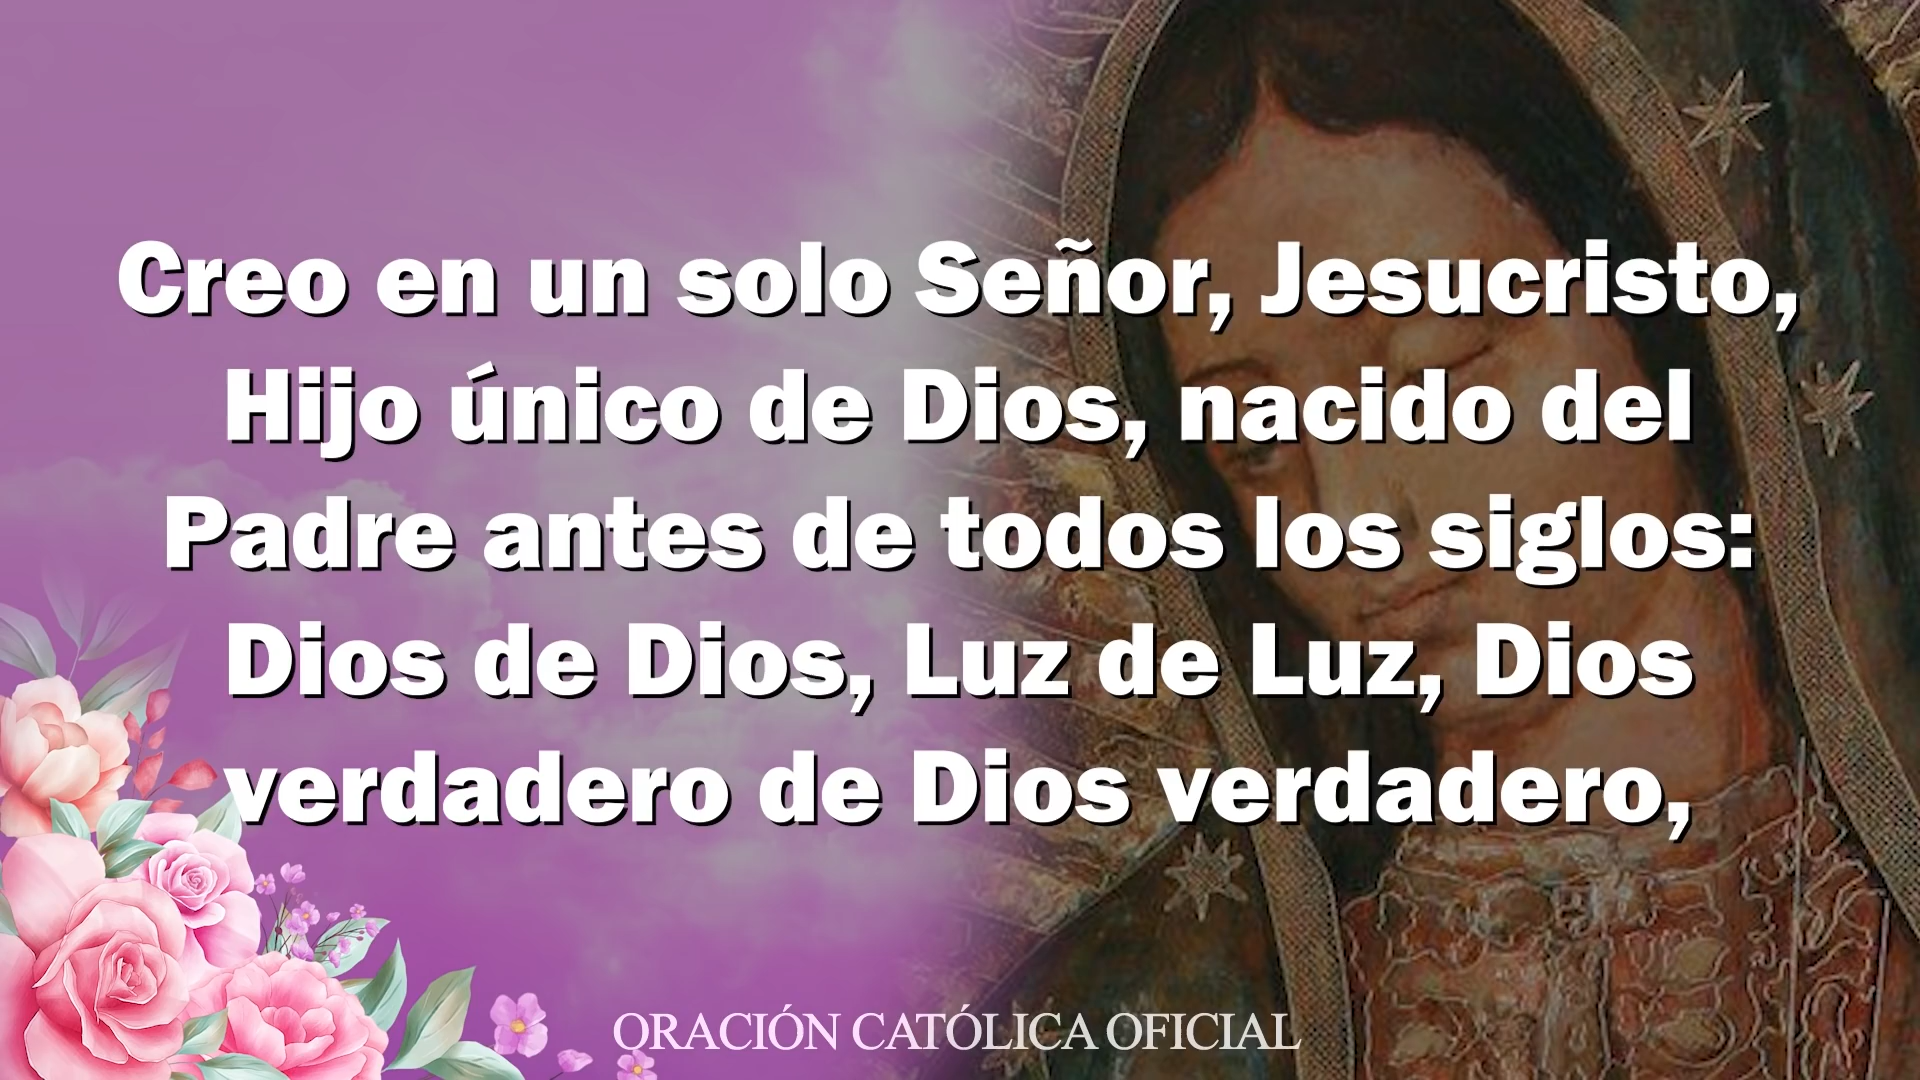 Creo en un solo Señor, Jesucristo,
Hijo único de Dios, nacido del
Padre antes de todos los siglos:
Dios de Dios, Luz de Luz, Dios
verdadero de Dios verdadero,
ORACIÓN CATÓLICA OFICIAL